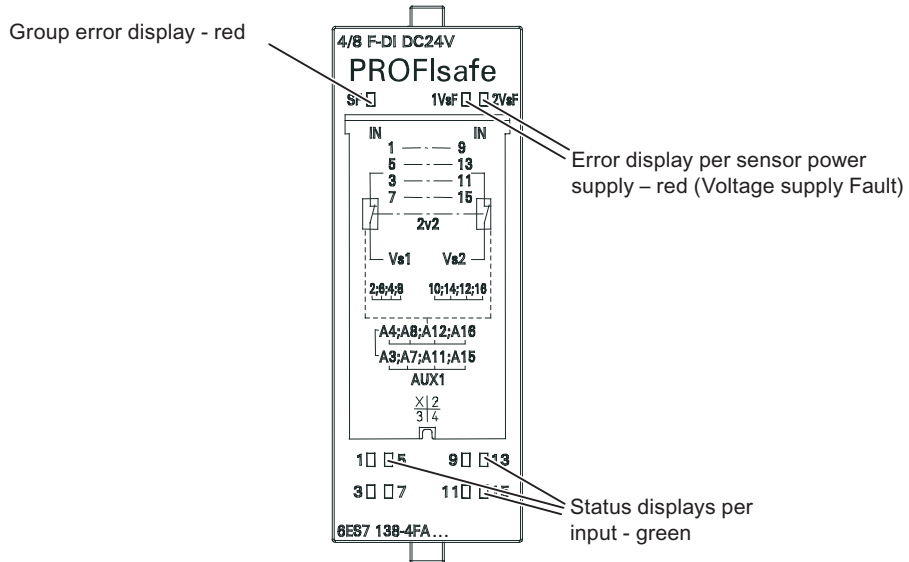 Group error display - red
4/8 F-DI DC24V
PROFIsafe
SF 1VsF 2VsF
IN IN
1 9
5 13
3 11
7 15
2v2
Error display per sensor power
supply – red (Voltage supply Fault)
Vs1 Vs2
2;6;4;8 10;14;12;16
A4;A8;A12;A16
A3;A7;A11;A15
AUX1
X 2
3 4
1 5 9 13
3 7 11
Status displays per
input - green
6ES7 138-4FA...